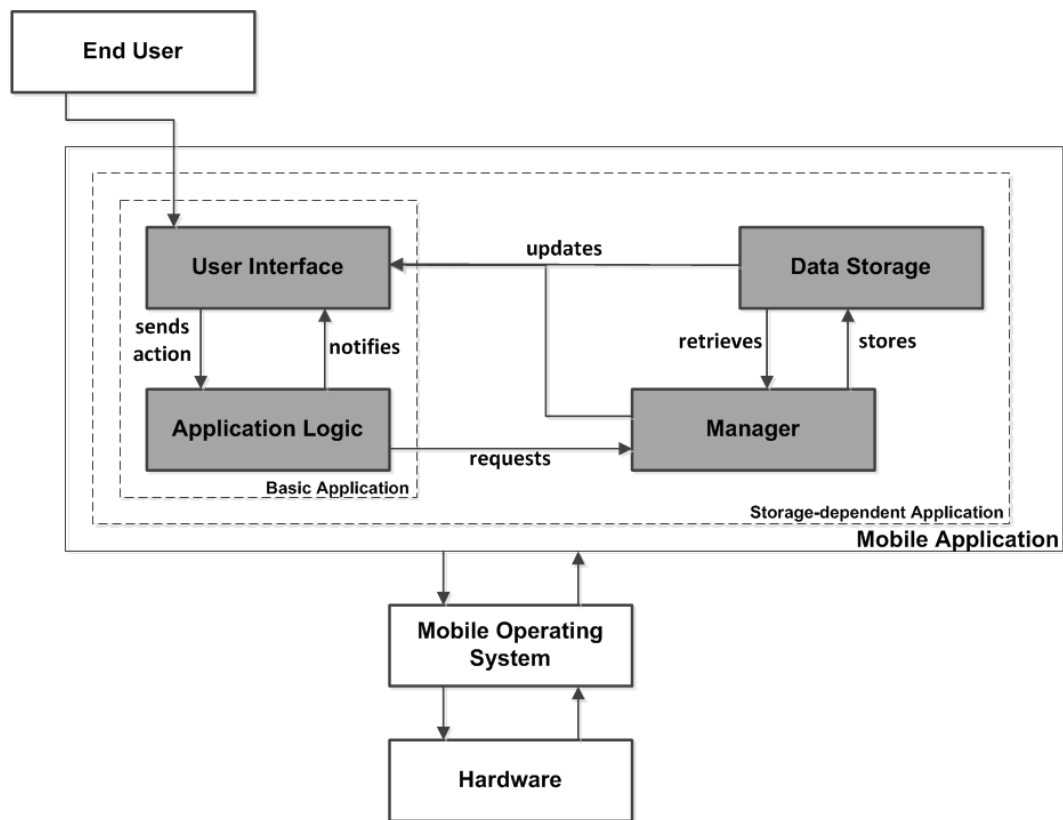 End User
User Interface
updates
Data Storage
sends
action
notifies
retrieves
stores
Application Logic
requests
Manager
Basic Application
Storage-dependent Application
Mobile Application
Mobile Operating
System
Hardware